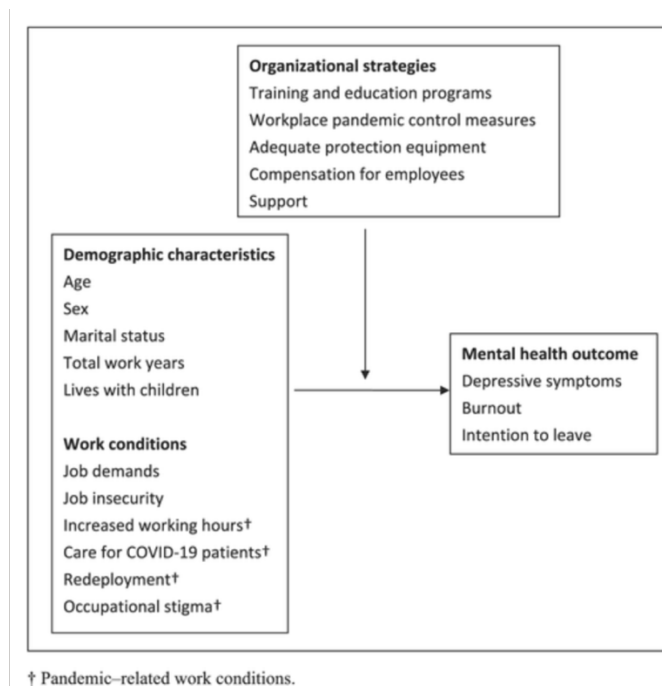 Organizational strategies
Training and education programs
Workplace pandemic control measures
Adequate protection equipment
Compensation for employees
Support
Demographic characteristics
Age
Sex
Marital status
Total work years
Lives with children
Work conditions
Job demands
Job insecurity
Increased working hours†
Care for COVID-19 patients†
Redeployment†
Occupational stigma†
Mental health outcome
Depressive symptoms
Burnout
Intention to leave
† Pandemic–related work conditions.